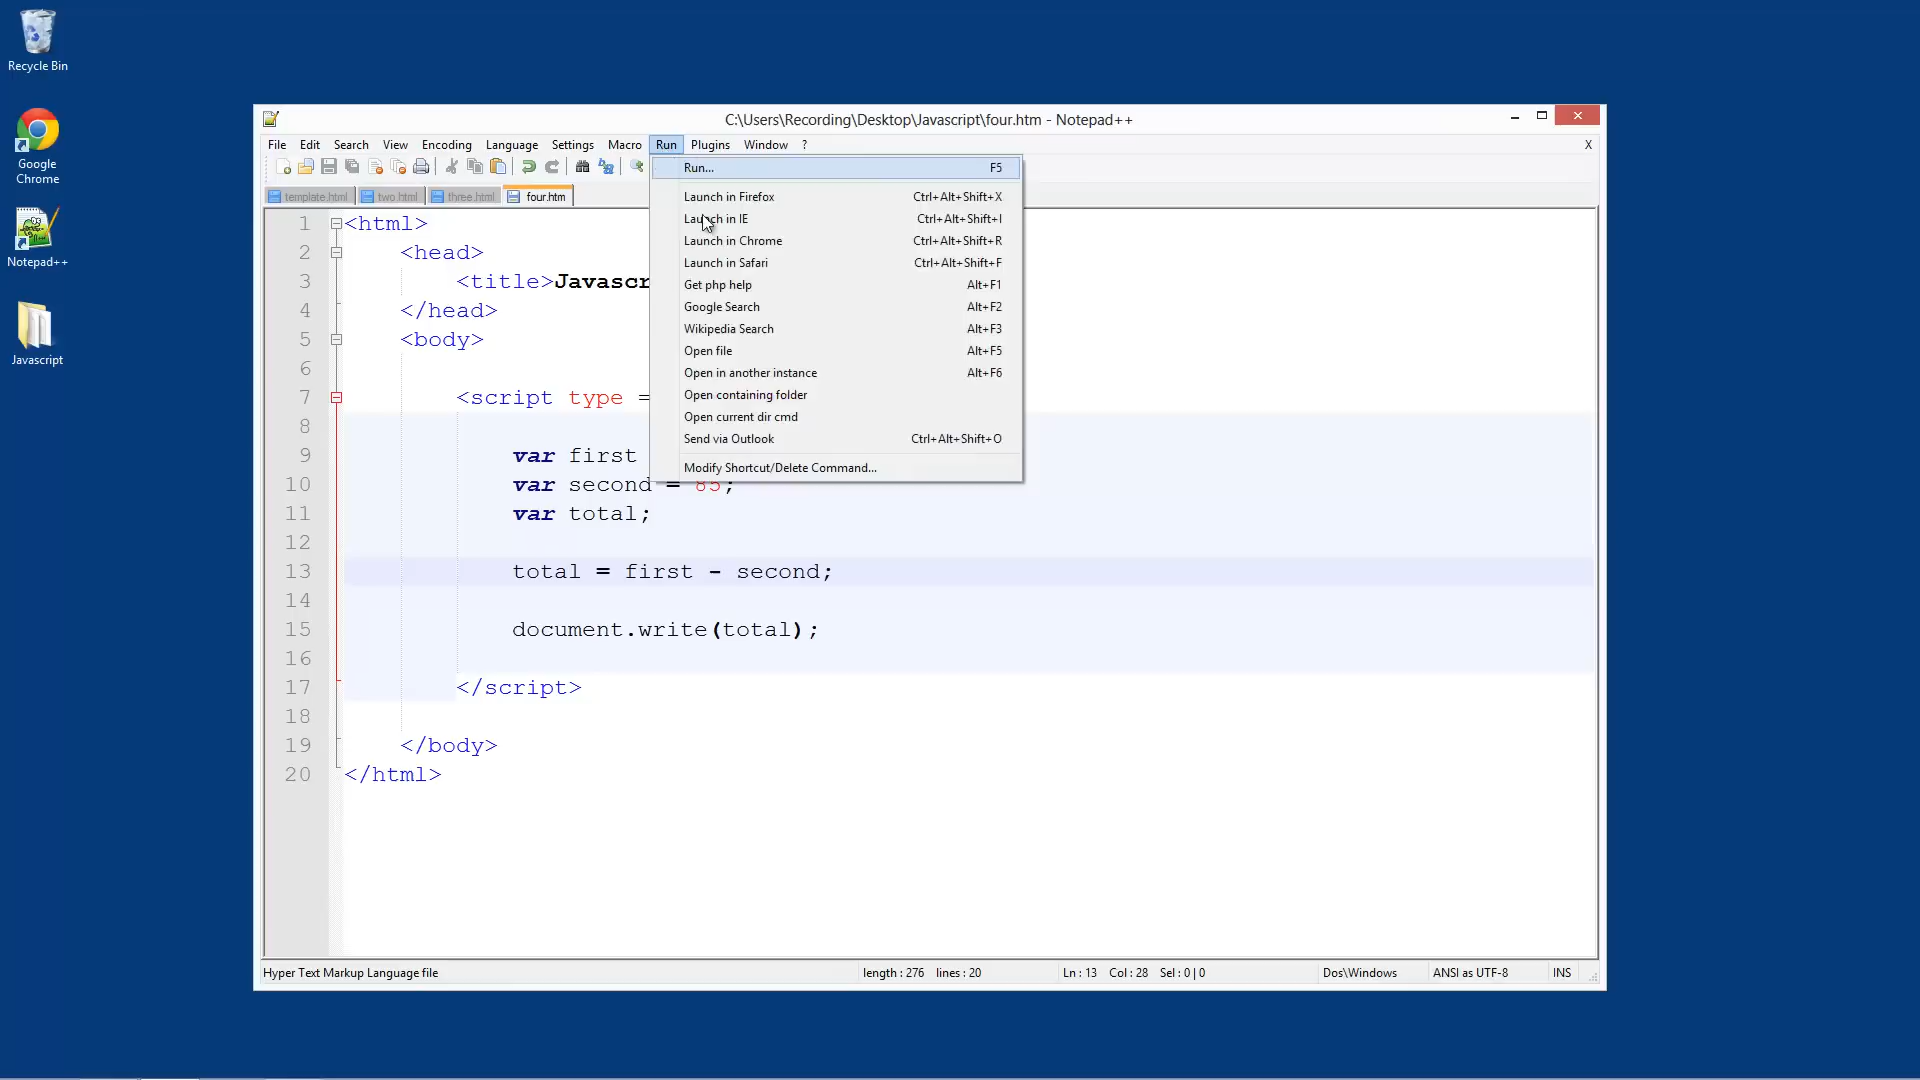 Recycle Bin
Google
Chrome
Notepad++
Javascript
C:\Users\Recording\Desktop\Javascript\four.htm - Notepad++
File Edit Search View Encoding Language Settings Macro Run Plugins Window ? X
template.html two.html three.html four.htm
Run... F5
Launch in Firefox Ctrl+Alt+Shift+X
Launch in IE Ctrl+Alt+Shift+I
Launch in Chrome Ctrl+Alt+Shift+R
Launch in Safari Ctrl+Alt+Shift+F
Get php help Alt+F1
Google Search Alt+F2
Wikipedia Search Alt+F3
Open file Alt+F5
Open in another instance Alt+F6
Open containing folder
Open current dir cmd
Send via Outlook Ctrl+Alt+Shift+O
Modify Shortcut/Delete Command...
1 <html>
2 <head>
3 <title>Javascr
4 </head>
5 <body>
6
7 <script type =
8
9 var first
10 var second = 85;
11 var total;
12
13 total = first - second;
14
15 document.write(total);
16
17 </script>
18
19 </body>
20 </html>
Hyper Text Markup Language file length : 276 lines : 20 Ln : 13 Col : 28 Sel : 0 | 0 Dos\Windows ANSI as UTF-8 INS